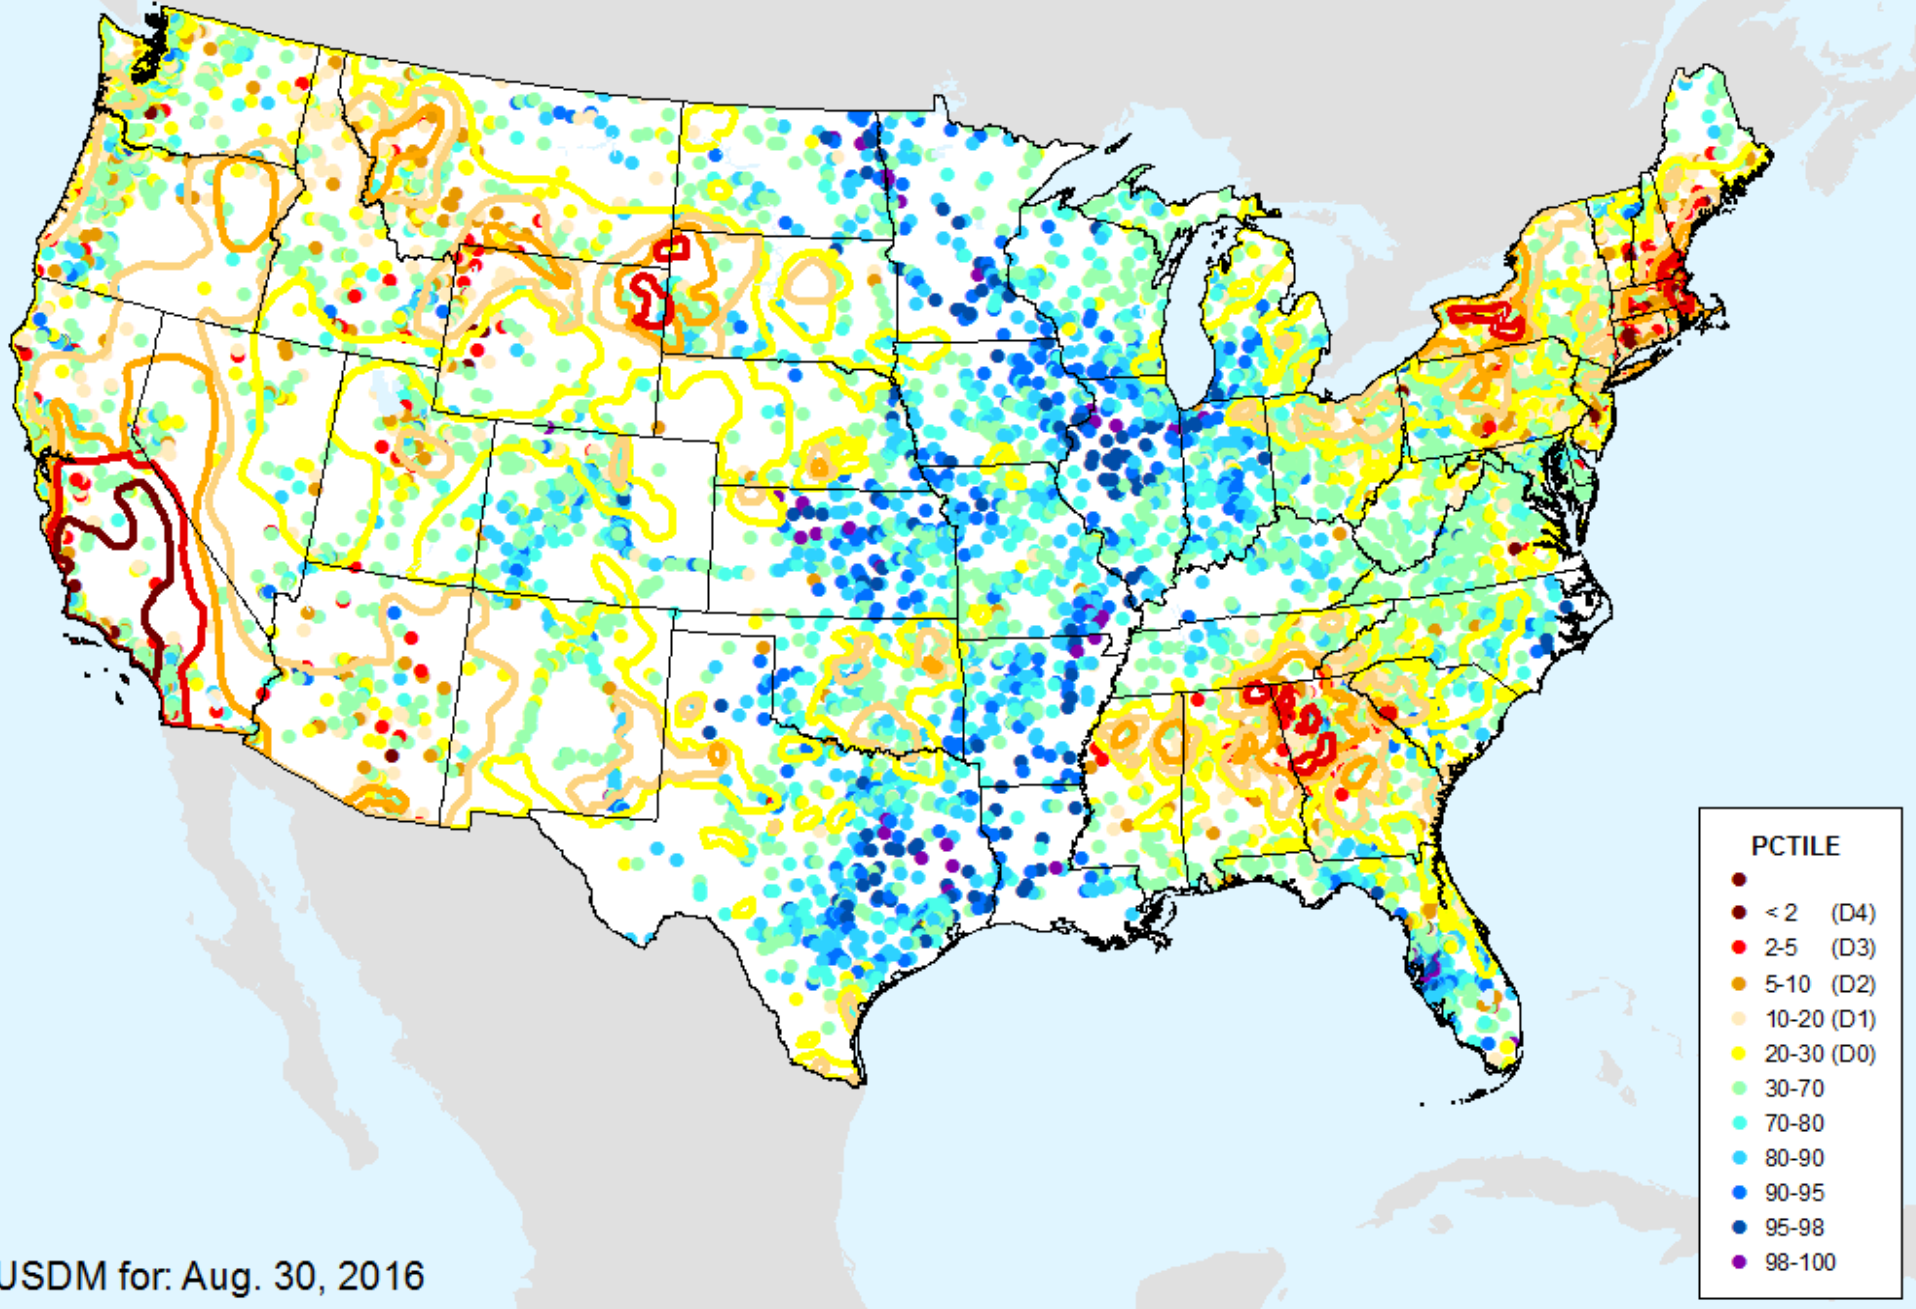 PCTILE
< 2 (D4)
2-5 (D3)
5-10 (D2)
10-20 (D1)
20-30 (D0)
30-70
70-80
80-90
90-95
95-98
98-100
USDM for: Aug. 30, 2016